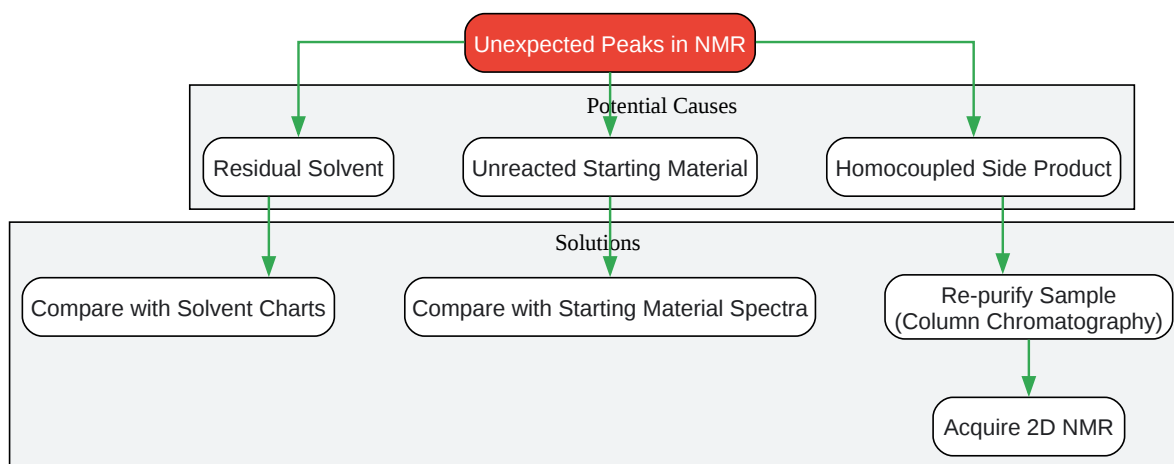 Unexpected Peaks in NMR
Potential Causes
Residual Solvent
Unreacted Starting Material
Homocoupled Side Product
Solutions
Compare with Solvent Charts
Compare with Starting Material Spectra
Re-purify Sample
(Column Chromatography)
Acquire 2D NMR